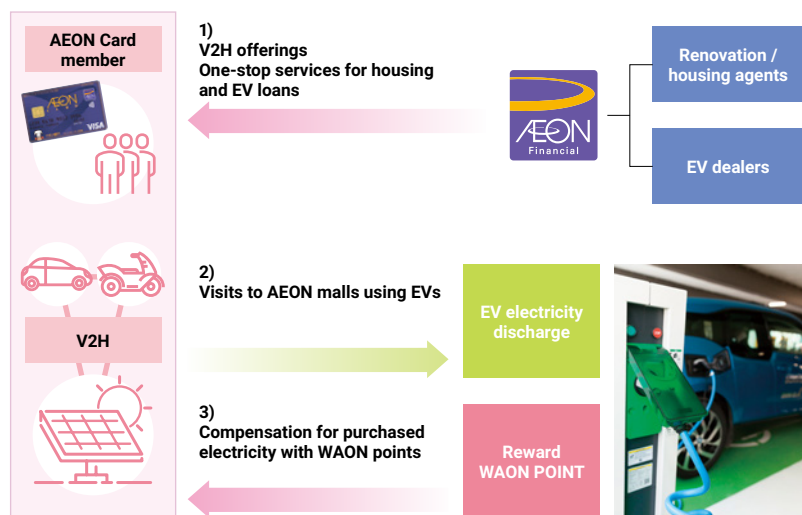 AEON Card
member
AEON
VISA
1)
V2H offerings
One-stop services for housing
and EV loans
ÆON
Financial
Renovation /
housing agents
EV dealers
2)
Visits to AEON malls using EVs
EV electricity
discharge
V2H
3)
Compensation for purchased
electricity with WAON points
Reward
WAON POINT